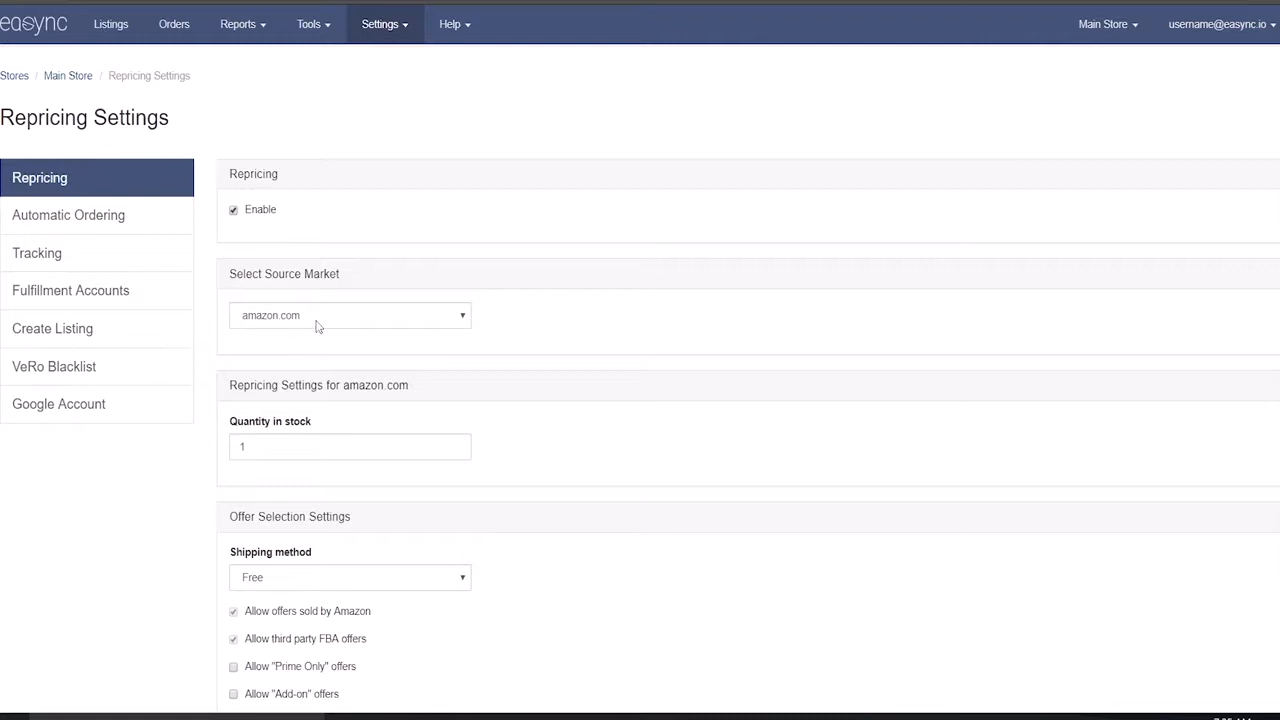 easync Listings Orders Reports Tools Settings Help Main Store username@easync.io
Stores / Main Store / Repricing Settings
Repricing Settings
Repricing
Automatic Ordering
Tracking
Fulfillment Accounts
Create Listing
VeRo Blacklist
Google Account
Repricing
Enable
Select Source Market
amazon.com
Repricing Settings for amazon.com
Quantity in stock
1
Offer Selection Settings
Shipping method
Free
Allow offers sold by Amazon
Allow third party FBA offers
Allow "Prime Only" offers
Allow "Add-on" offers